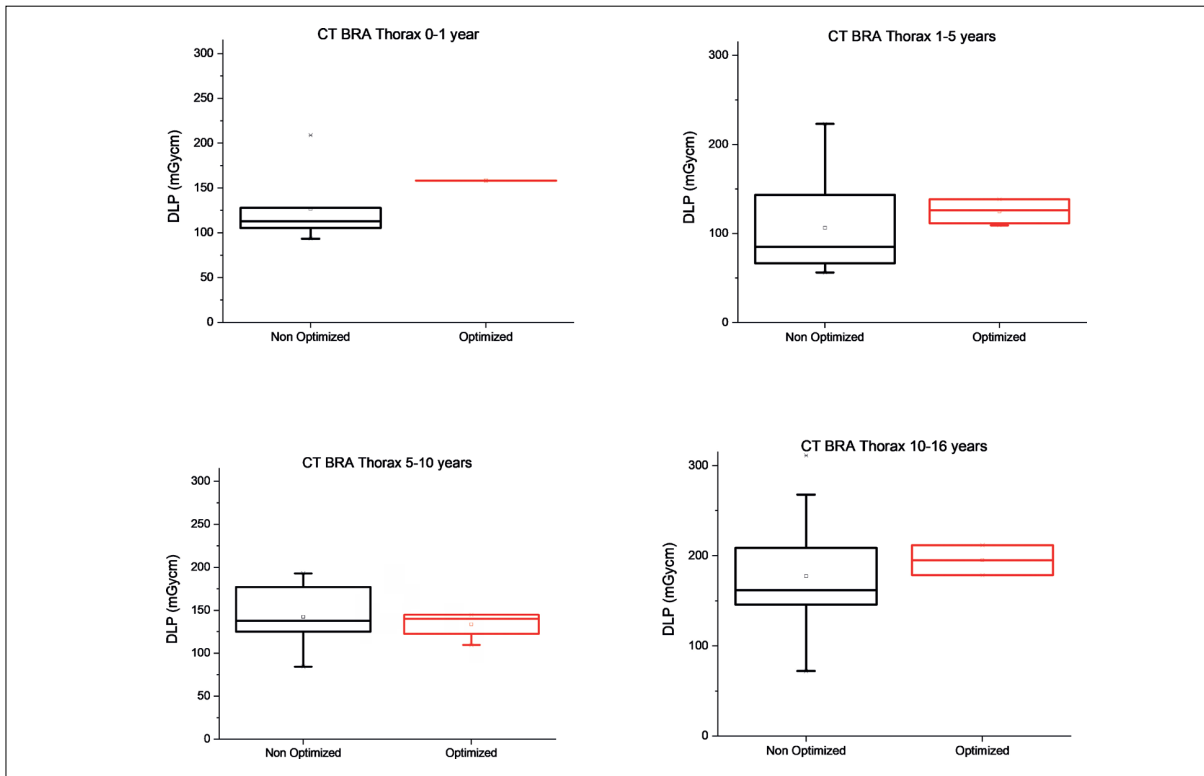 CT BRA Thorax 0-1 year
300
250
200
150
100
50
0
DLP (mGycm)
Non Optimized Optimized
CT BRA Thorax 1-5 years
300
200
100
0
DLP (mGycm)
Non Optimized Optimized
CT BRA Thorax 5-10 years
300
250
200
150
100
50
0
DLP (mGycm)
Non Optimized Optimized
CT BRA Thorax 10-16 years
300
200
100
0
DLP (mGycm)
Non Optimized Optimized